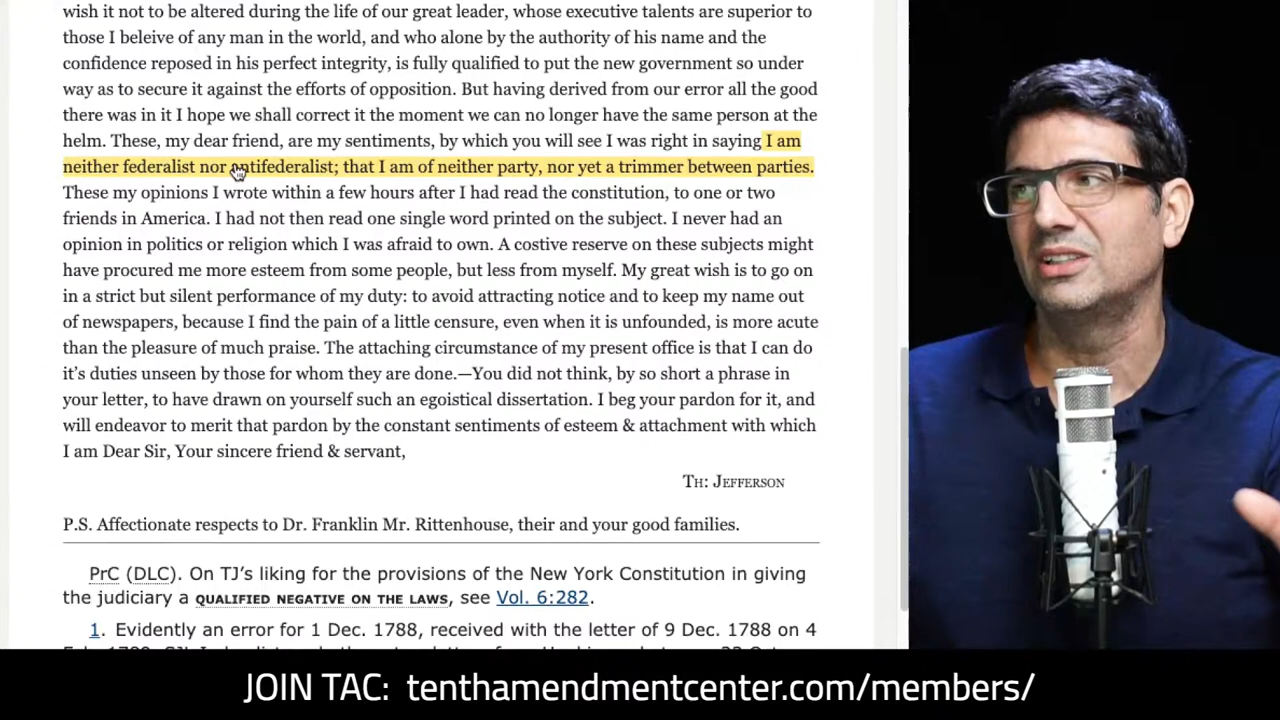 wish it not to be altered during the life of our great leader, whose executive talents are superior to
those I beleive of any man in the world, and who alone by the authority of his name and the
confidence reposed in his perfect integrity, is fully qualified to put the new government so under
way as to secure it against the efforts of opposition. But having derived from our error all the good
there was in it I hope we shall correct it the moment we can no longer have the same person at the
helm. These, my dear friend, are my sentiments, by which you will see I was right in saying I am
neither federalist nor antifederalist; that I am of neither party, nor yet a trimmer between parties.
These my opinions I wrote within a few hours after I had read the constitution, to one or two
friends in America. I had not then read one single word printed on the subject. I never had an
opinion in politics or religion which I was afraid to own. A costive reserve on these subjects might
have procured me more esteem from some people, but less from myself. My great wish is to go on
in a strict but silent performance of my duty: to avoid attracting notice and to keep my name out
of newspapers, because I find the pain of a little censure, even when it is unfounded, is more acute
than the pleasure of much praise. The attaching circumstance of my present office is that I can do
it’s duties unseen by those for whom they are done.—You did not think, by so short a phrase in
your letter, to have drawn on yourself such an egoistical dissertation. I beg your pardon for it, and
will endeavor to merit that pardon by the constant sentiments of esteem & attachment with which
I am Dear Sir, Your sincere friend & servant,
Th: Jefferson
P.S. Affectionate respects to Dr. Franklin Mr. Rittenhouse, their and your good families.
PrC (DLC). On TJ’s liking for the provisions of the New York Constitution in giving
the judiciary a QUALIFIED NEGATIVE ON THE LAWS, see Vol. 6:282.
1. Evidently an error for 1 Dec. 1788, received with the letter of 9 Dec. 1788 on 4
JOIN TAC: tenthamendmentcenter.com/members/